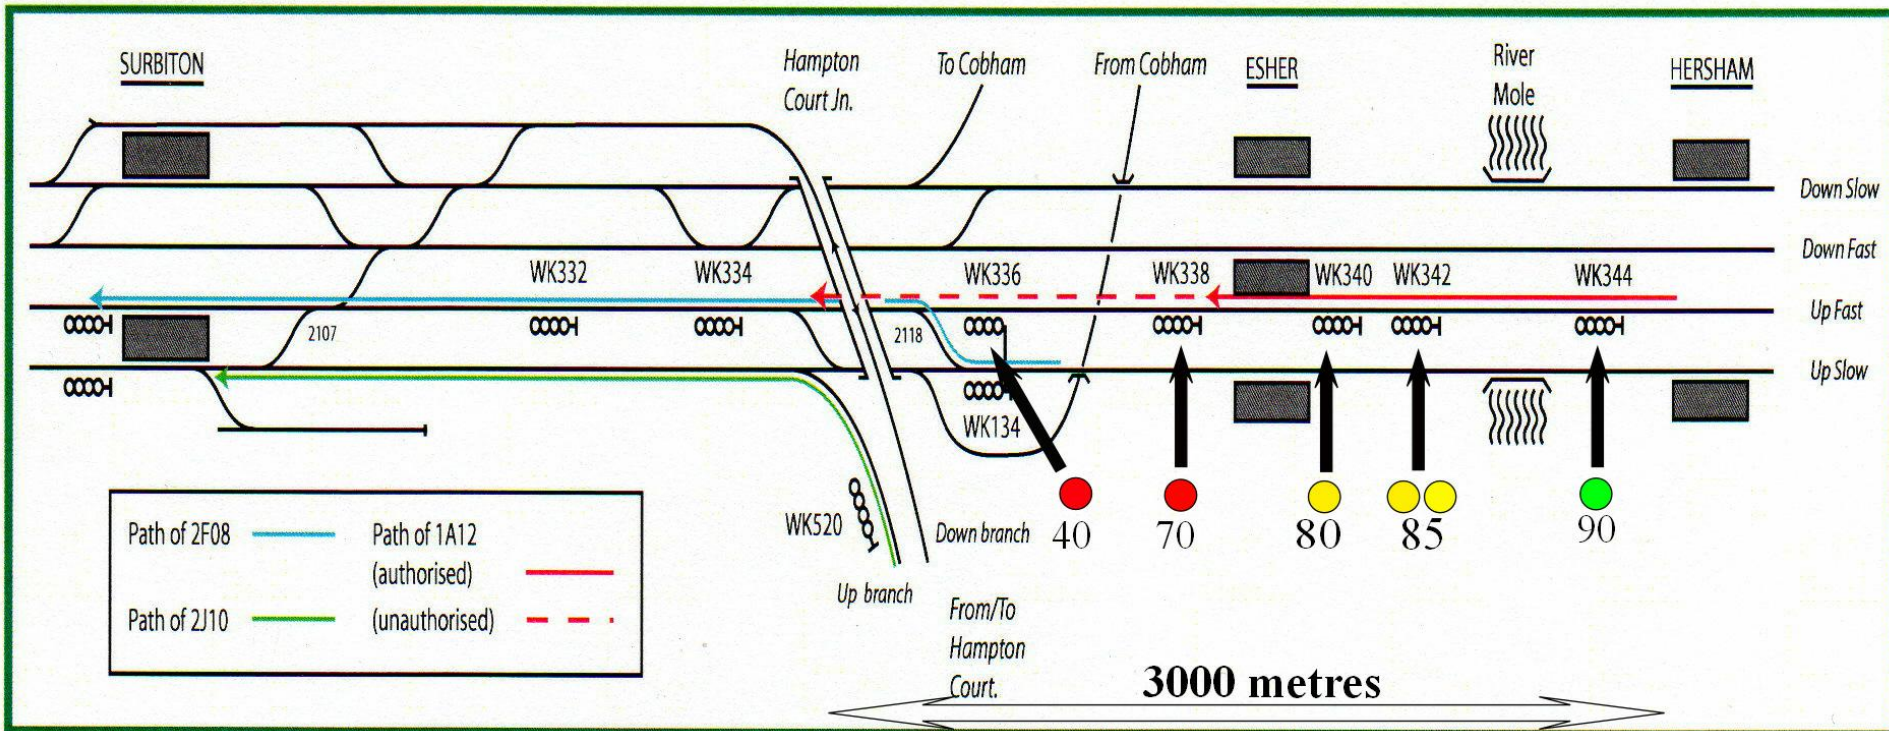 SURBITON
Hampton
Court Jn.
To Cobham
From Cobham
ESHER
River
Mole
HERSHAM
Down Slow
Down Fast
WK332
WK334
WK336
WK338
WK340
WK342
WK344
Up Fast
2107
2118
Up Slow
WK134
WK520
Down branch
40
70
80
85
90
Path of 2F08
Path of 1A12
(authorised)
Path of 2J10
(unauthorised)
Up branch
From/To
Hampton
Court.
3000 metres